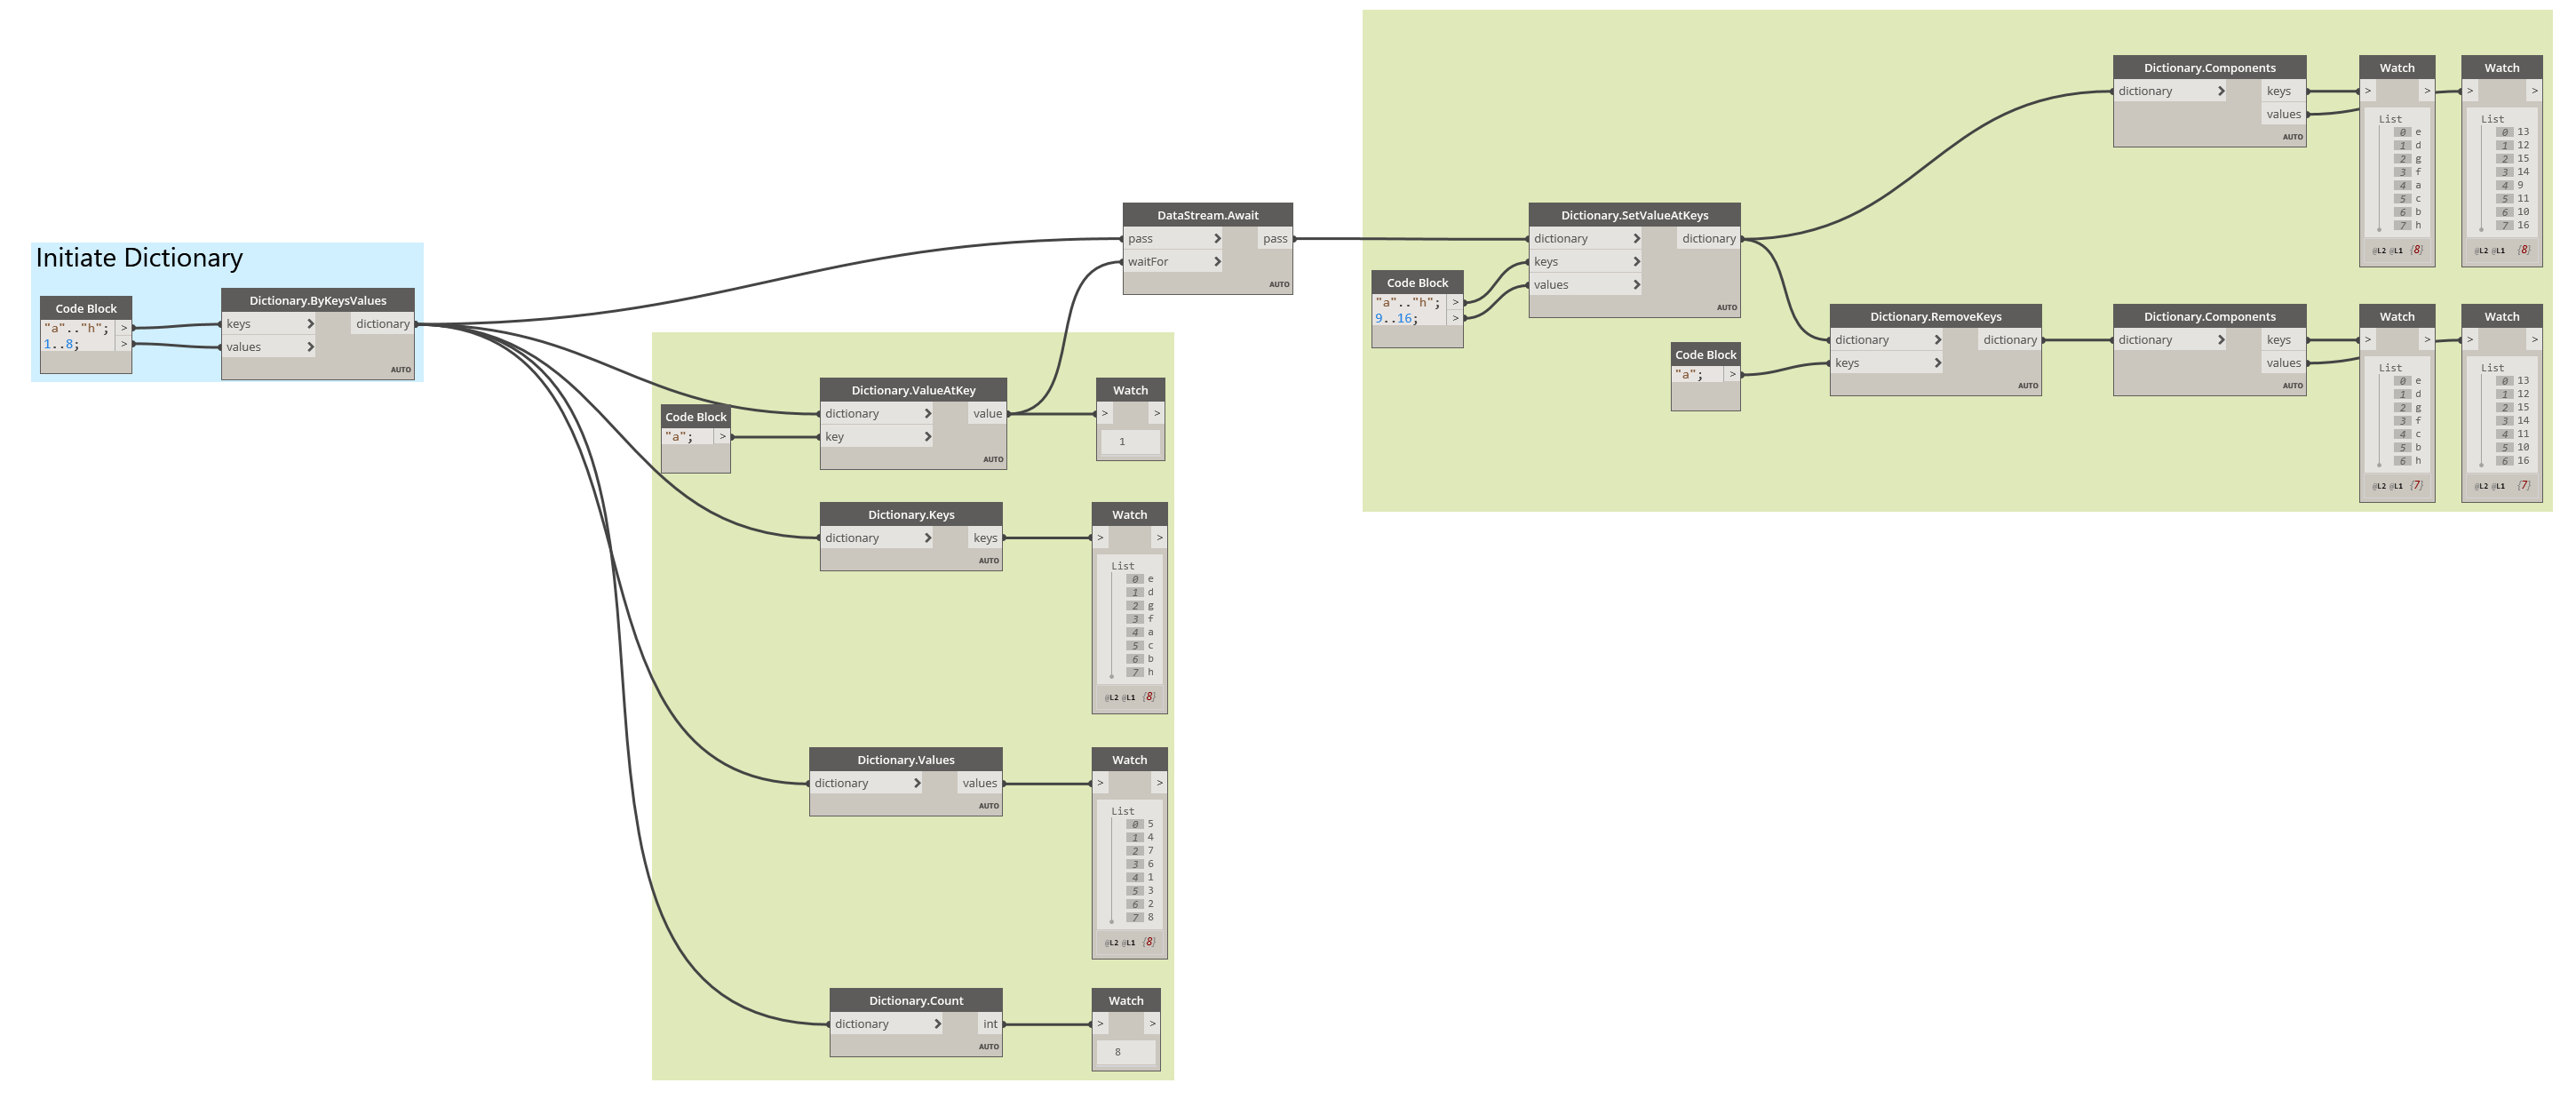 Initiate Dictionary
Code Block
"a".."h"; >
1..8; >
Dictionary.ByKeysValues
keys > dictionary
values >
AUTO
DataStream.Await
pass > pass
waitFor >
AUTO
Code Block
"a"; >
Dictionary.ValueAtKey
dictionary > value
key >
AUTO
Watch
> >
1
Dictionary.Keys
dictionary > keys
AUTO
Watch
> >
List
0 e
1 d
2 g
3 f
4 a
5 c
6 b
7 h
@L2 @L1 {8}
Dictionary.Values
dictionary > values
AUTO
Watch
> >
List
0 5
1 4
2 7
3 6
4 1
5 3
6 2
7 8
@L2 @L1 {8}
Dictionary.Count
dictionary > int
AUTO
Watch
> >
8
Code Block
"a".."h"; >
9..16; >
Dictionary.SetValueAtKeys
dictionary > dictionary
keys >
values >
AUTO
Dictionary.Components
dictionary > keys
values
AUTO
Watch
> >
List
0 e
1 d
2 g
3 f
4 a
5 c
6 b
7 h
@L2 @L1 {8}
Watch
> >
List
0 13
1 12
2 15
3 14
4 9
5 11
6 10
7 16
@L2 @L1 {8}
Code Block
"a"; >
Dictionary.RemoveKeys
dictionary > dictionary
keys >
AUTO
Dictionary.Components
dictionary > keys
values
AUTO
Watch
> >
List
0 e
1 d
2 g
3 f
4 c
5 b
6 h
@L2 @L1 {7}
Watch
> >
List
0 13
1 12
2 15
3 14
4 11
5 10
6 16
@L2 @L1 {7}